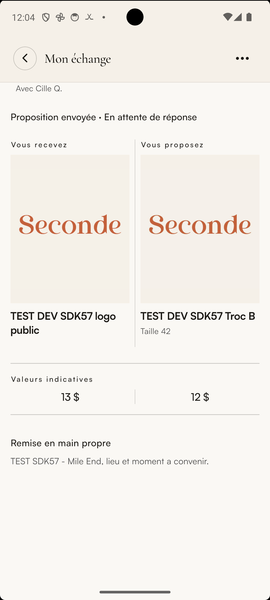 12:04
Mon échange
Avec Cille Q.
Proposition envoyée · En attente de réponse
Vous recevez
Vous proposez
Seconde
Seconde
TEST DEV SDK57 logo
public
TEST DEV SDK57 Troc B
Taille 42
Valeurs indicatives
13 $
12 $
Remise en main propre
TEST SDK57 - Mile End, lieu et moment a convenir.